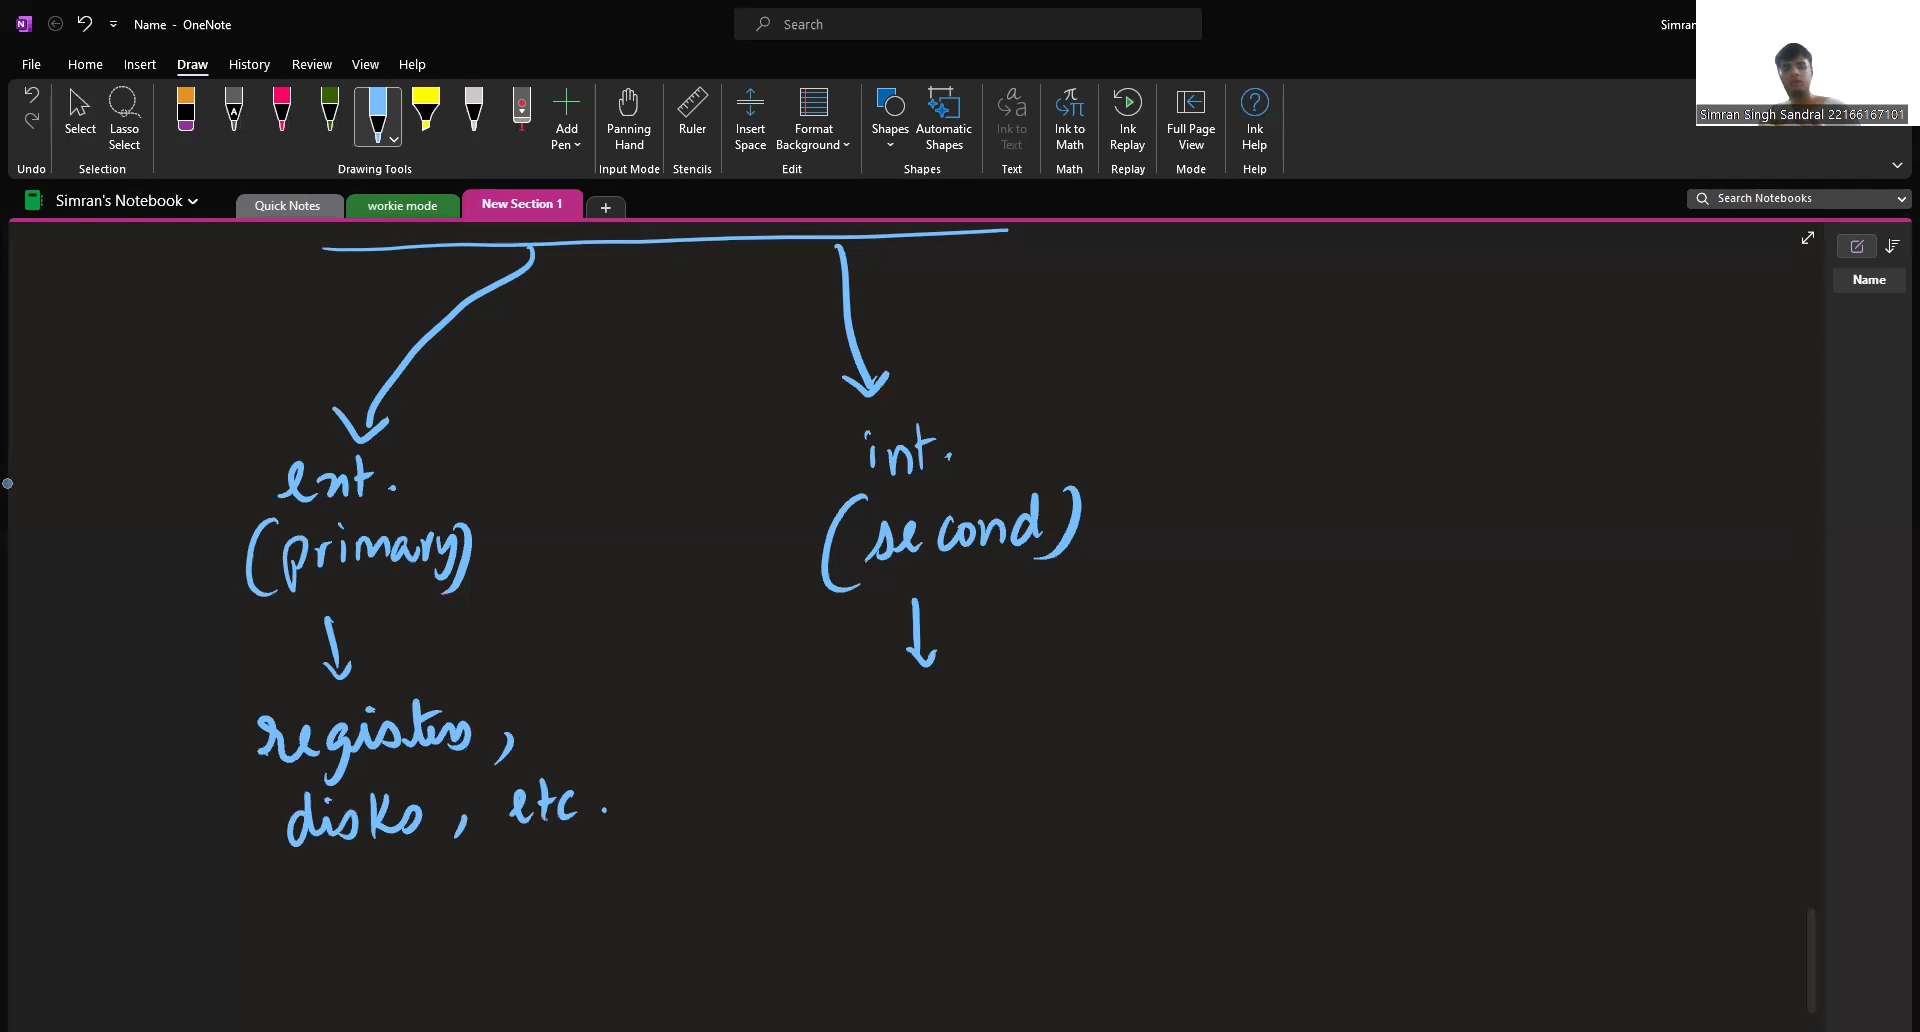 Name - OneNote
Search
Simran
File Home Insert Draw History Review View Help
Undo
Select
Lasso Select
Selection
A
Drawing Tools
Add Pen
Panning Hand
Input Mode
Ruler
Stencils
Insert Space
Format Background
Edit
Shapes
Automatic Shapes
Shapes
Ink to Text
Text
Ink to Math
Math
Ink Replay
Replay
Full Page View
Mode
Ink Help
Help
Simran Singh Sandral 22166167101
Simran's Notebook
Quick Notes
workie mode
New Section 1
Search Notebooks
Name
ext.
(primary)
registers,
disks, etc.
int.
(second)